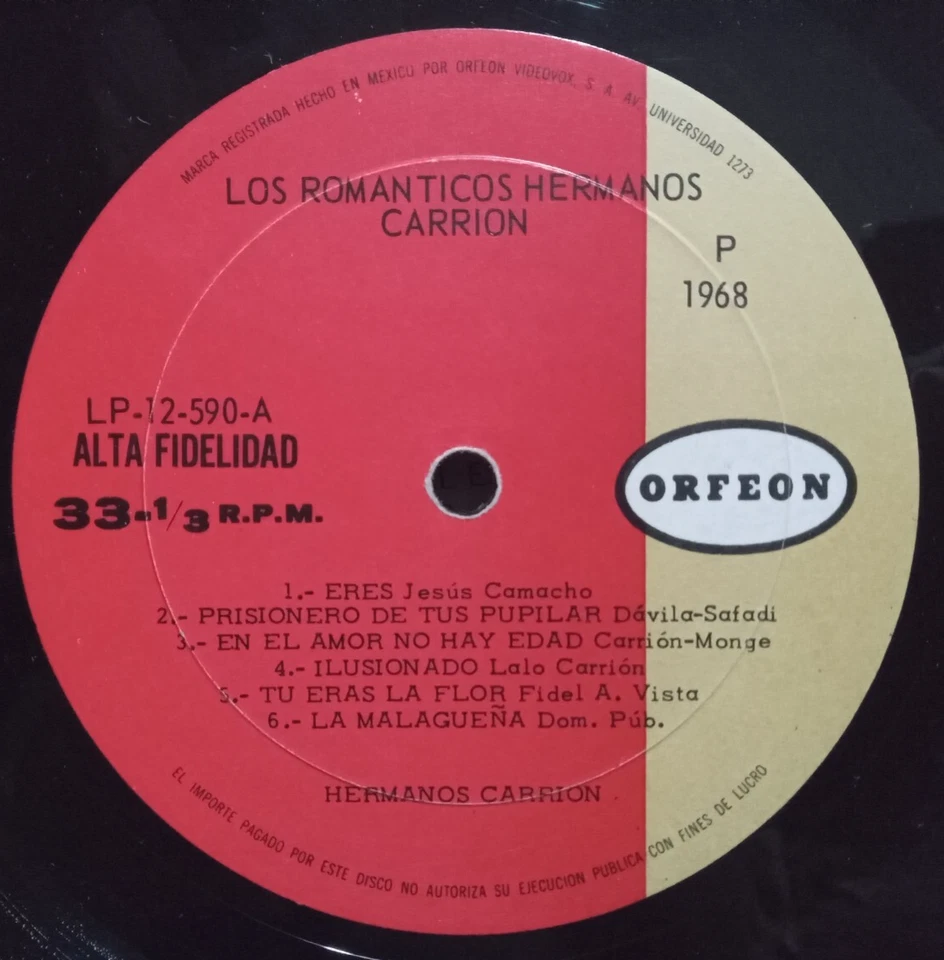 MARCA REGISTRADA HECHO EN MEXICO POR ORFEON VIDEOVOX, S. A. AV. UNIVERSIDAD 1273
LOS ROMANTICOS HERMANOS
CARRION
P
1968
LP-12-590-A
ALTA FIDELIDAD
33-1/3 R.P.M.
ORFEON
1.- ERES Jesús Camacho
2.- PRISIONERO DE TUS PUPILAR Dávila-Safadi
3.- EN EL AMOR NO HAY EDAD Carrión-Monge
4.- ILUSIONADO Lalo Carrión
5.- TU ERAS LA FLOR Fidel A. Vista
6.- LA MALAGUEÑA Dom. Púb.
HERMANOS CARRION
EL IMPORTE PAGADO POR ESTE DISCO NO AUTORIZA SU EJECUCION PUBLICA CON FINES DE LUCRO